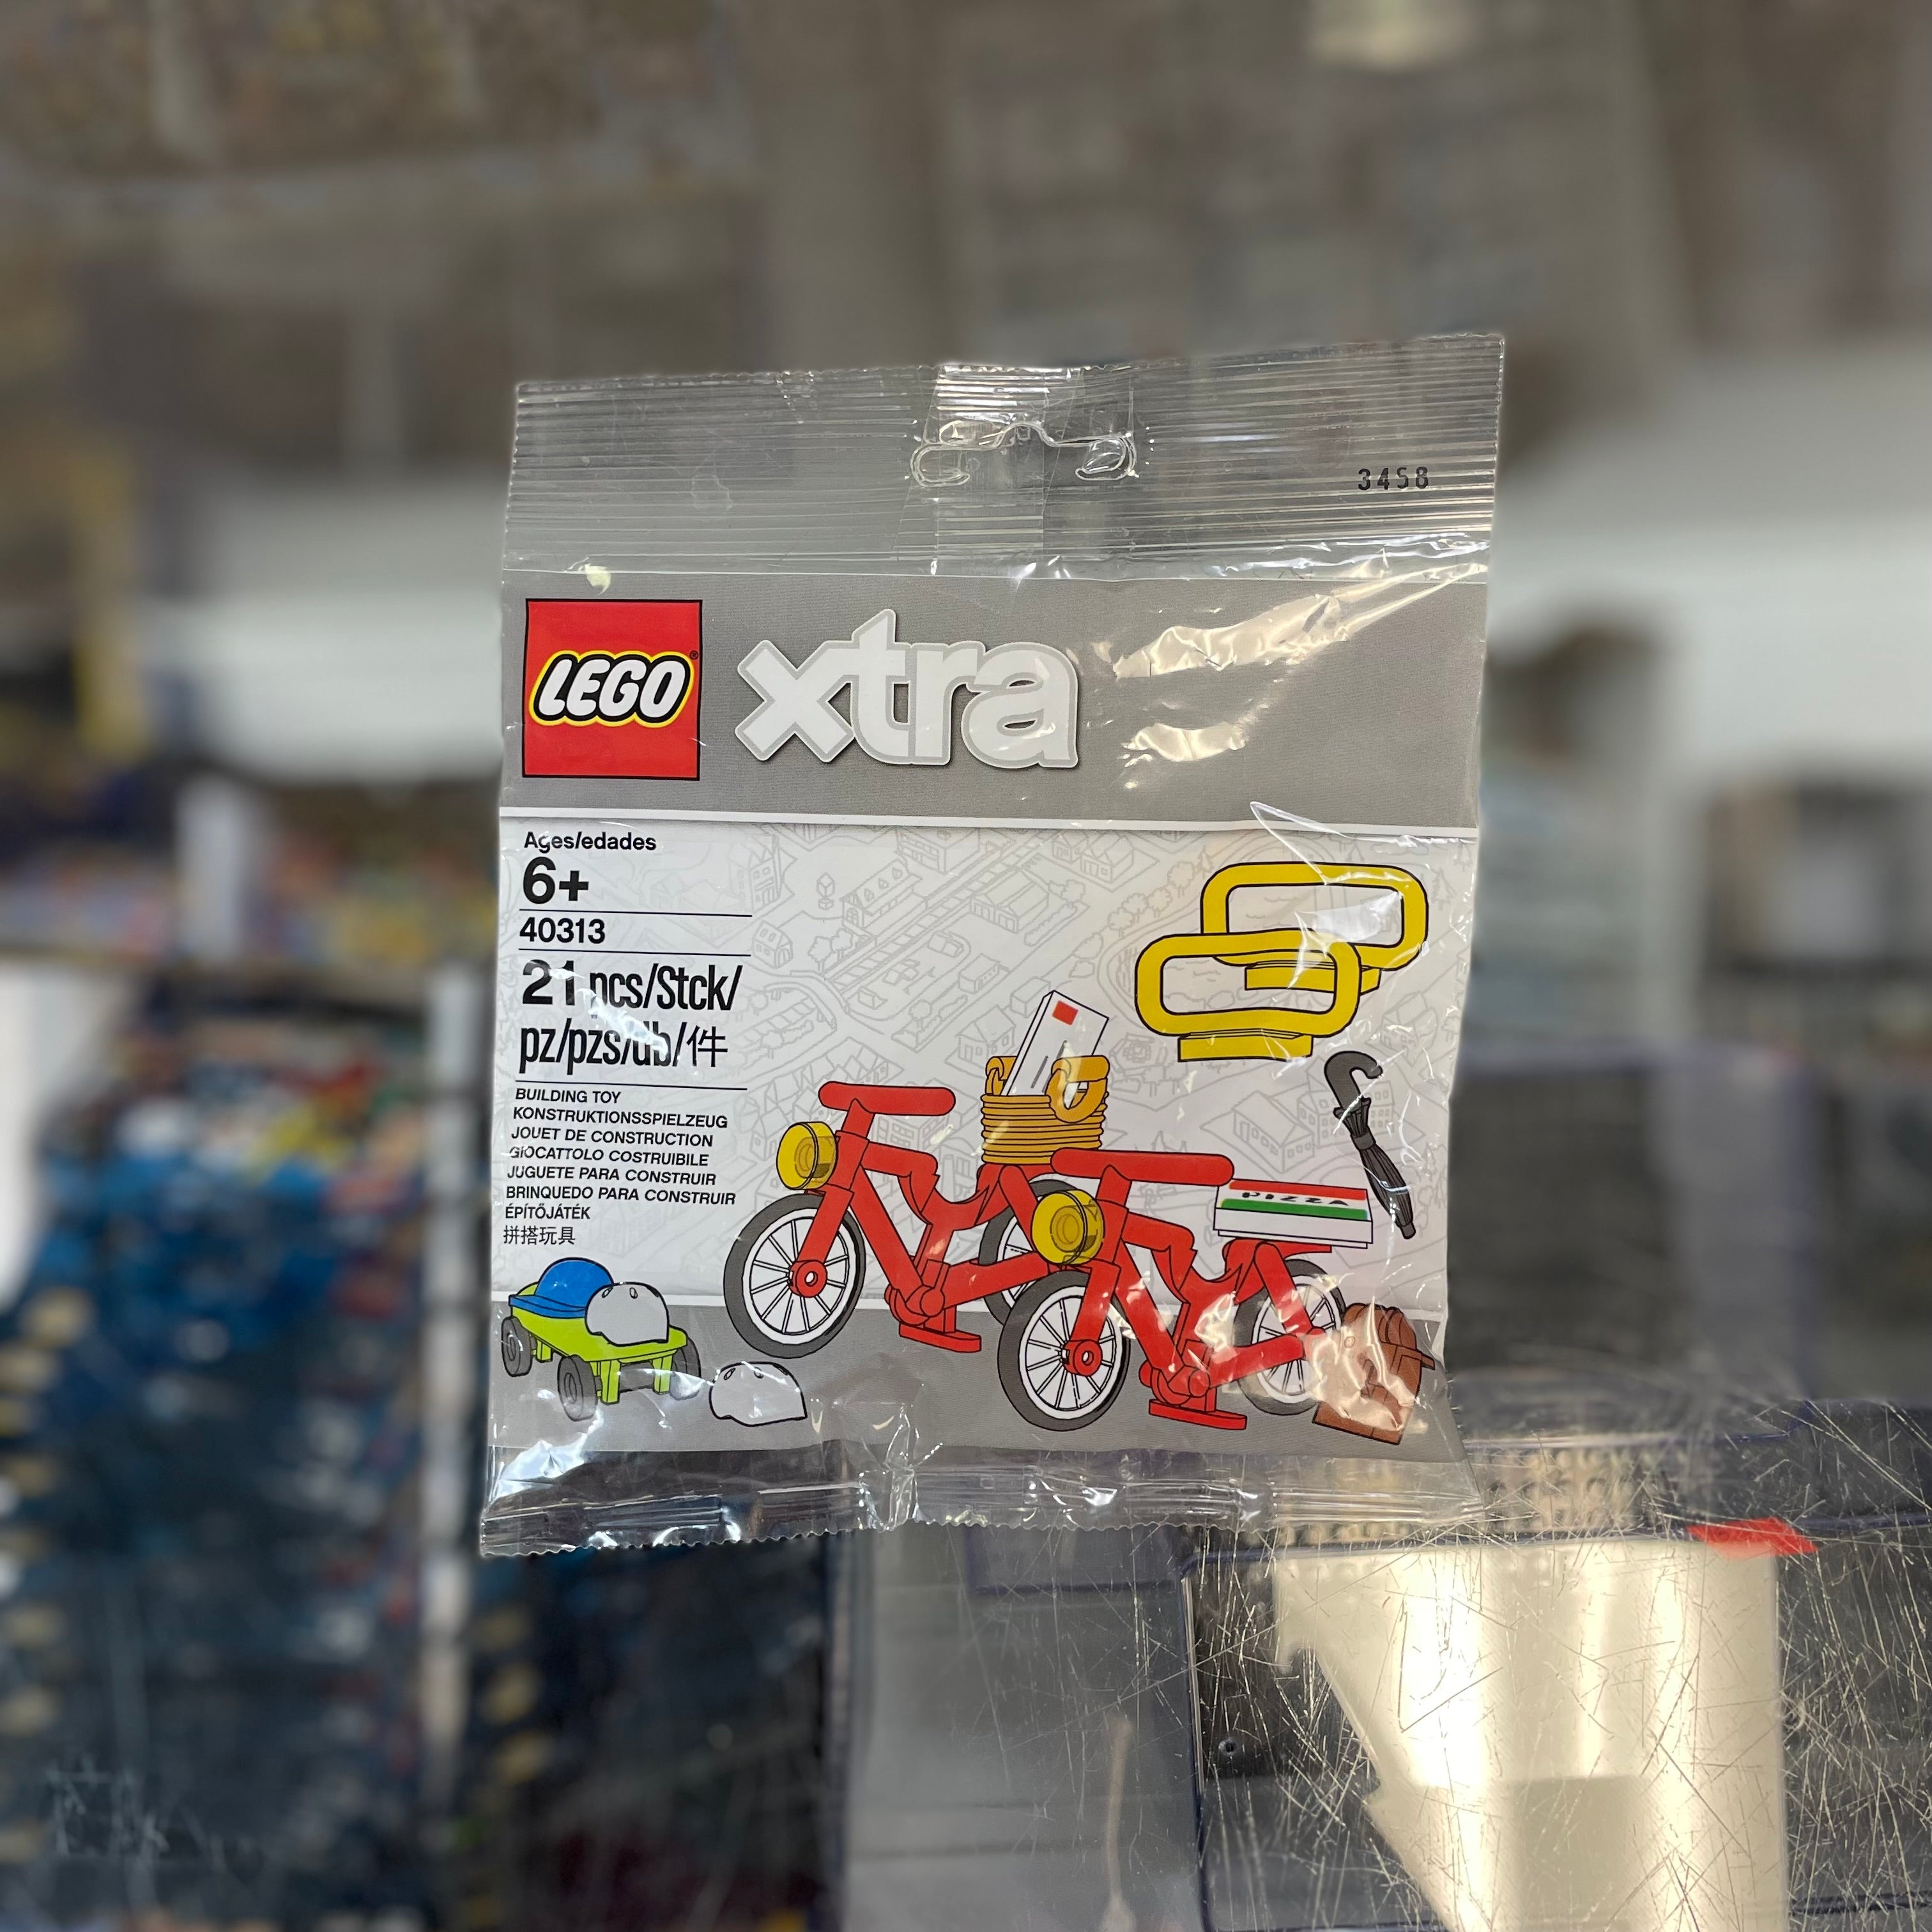 3458
LEGO®
xtra
Ages/edades
6+
40313
21 pcs/Stck/
pz/pzs/db/件
BUILDING TOY
KONSTRUKTIONSSPIELZEUG
JOUET DE CONSTRUCTION
GIOCATTOLO COSTRUIBILE
JUGUETE PARA CONSTRUIR
BRINQUEDO PARA CONSTRUIR
ÉPÍTŐJÁTÉK
拼搭玩具
PIZZA